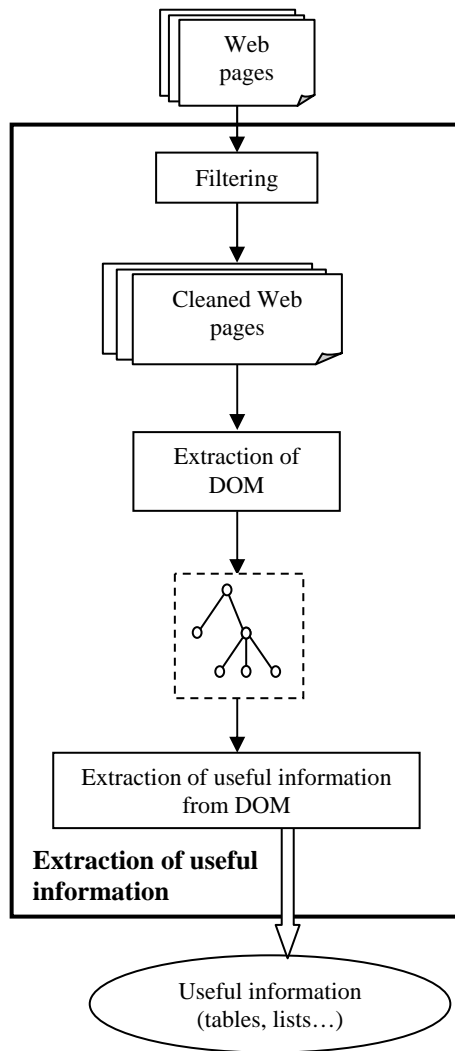 Web
pages
Filtering
Cleaned Web
pages
Extraction of
DOM
Extraction of useful information
from DOM
Extraction of useful
information
Useful information
(tables, lists…)